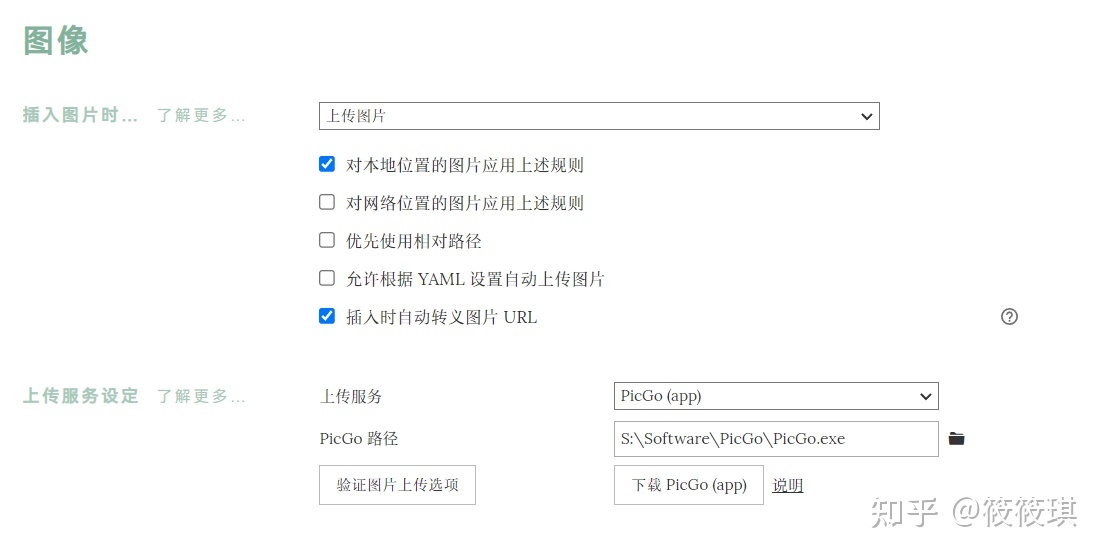 图像
插入图片时... 了解更多...
上传图片
对本地位置的图片应用上述规则
对网络位置的图片应用上述规则
优先使用相对路径
允许根据 YAML 设置自动上传图片
插入时自动转义图片 URL
上传服务设定 了解更多...
上传服务 PicGo (app)
PicGo 路径 S:\Software\PicGo\PicGo.exe
验证图片上传选项 下载 PicGo (app) 说明
知乎 @筱筱琪